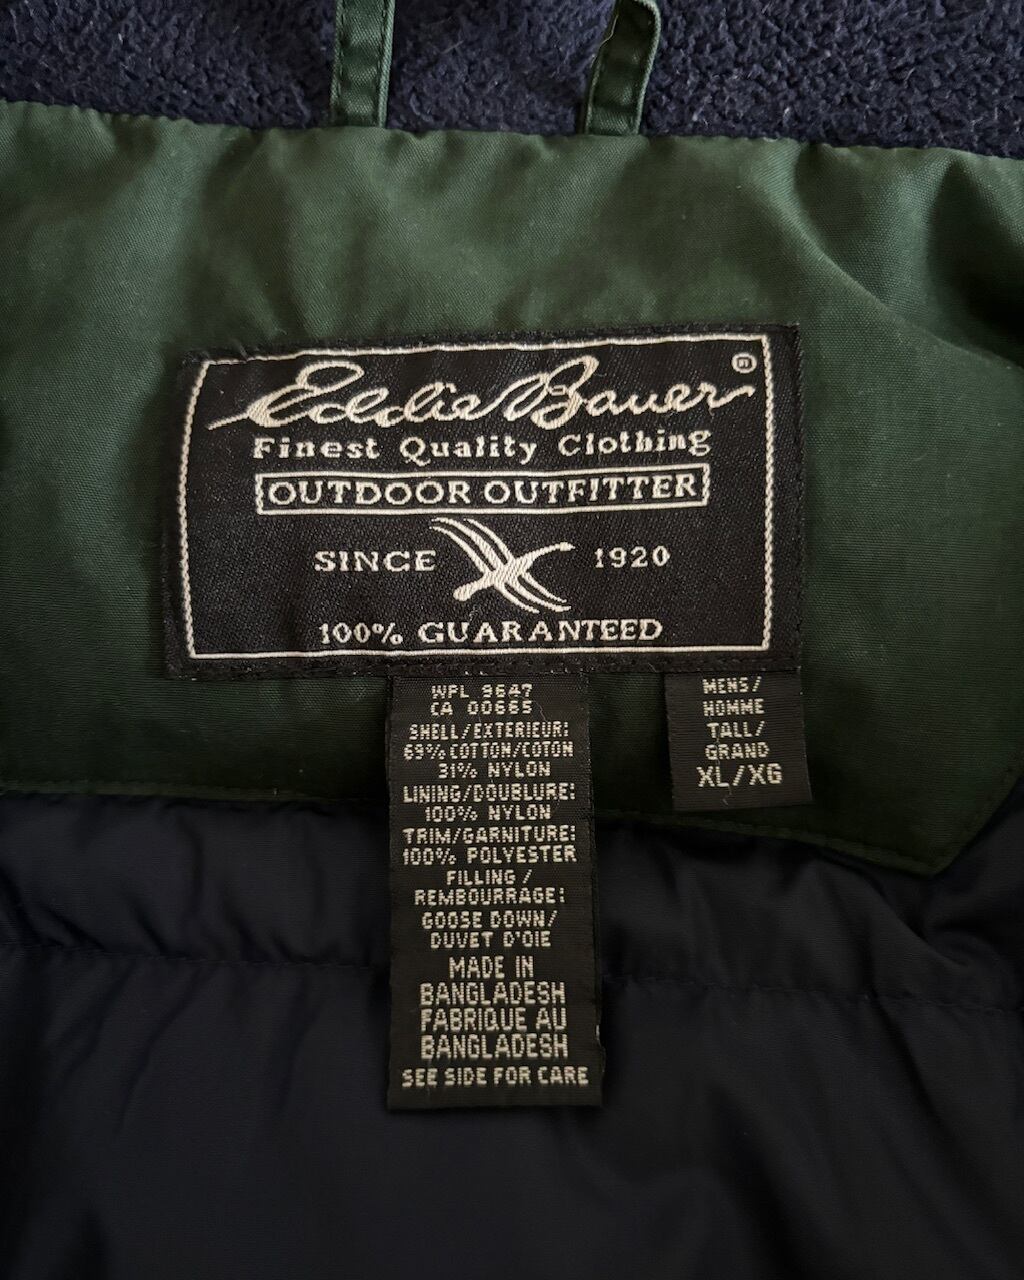 Eddie Bauer ®
Finest Quality Clothing
OUTDOOR OUTFITTER
SINCE 1920
100% GUARANTEED
WPL 9647
CA 00665
SHELL/EXTERIEUR:
69% COTTON/COTON
31% NYLON
LINING/DOUBLURE:
100% NYLON
TRIM/GARNITURE:
100% POLYESTER
FILLING/
REMBOURRAGE:
GOOSE DOWN/
DUVET D'OIE
MADE IN
BANGLADESH
FABRIQUE AU
BANGLADESH
SEE SIDE FOR CARE
MENS/
HOMME
TALL/
GRAND
XL/XG